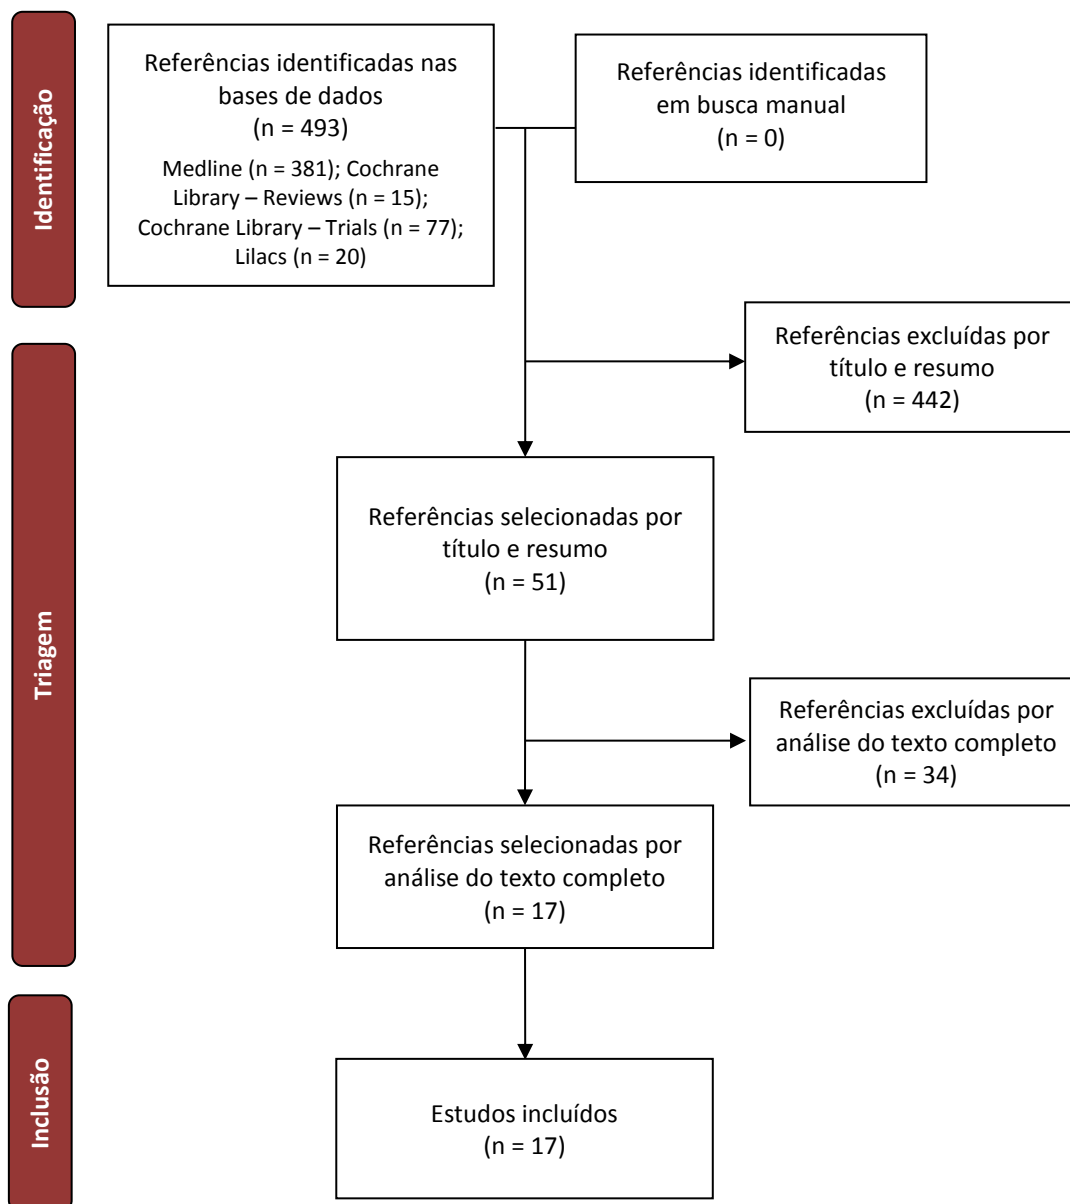 Identificação
Referências identificadas nas
bases de dados
(n = 493)
Medline (n = 381); Cochrane
Library – Reviews (n = 15);
Cochrane Library – Trials (n = 77);
Lilacs (n = 20)
Referências identificadas
em busca manual
(n = 0)
Triagem
Referências excluídas por
título e resumo
(n = 442)
Referências selecionadas por
título e resumo
(n = 51)
Referências excluídas por
análise do texto completo
(n = 34)
Referências selecionadas por
análise do texto completo
(n = 17)
Inclusão
Estudos incluídos
(n = 17)